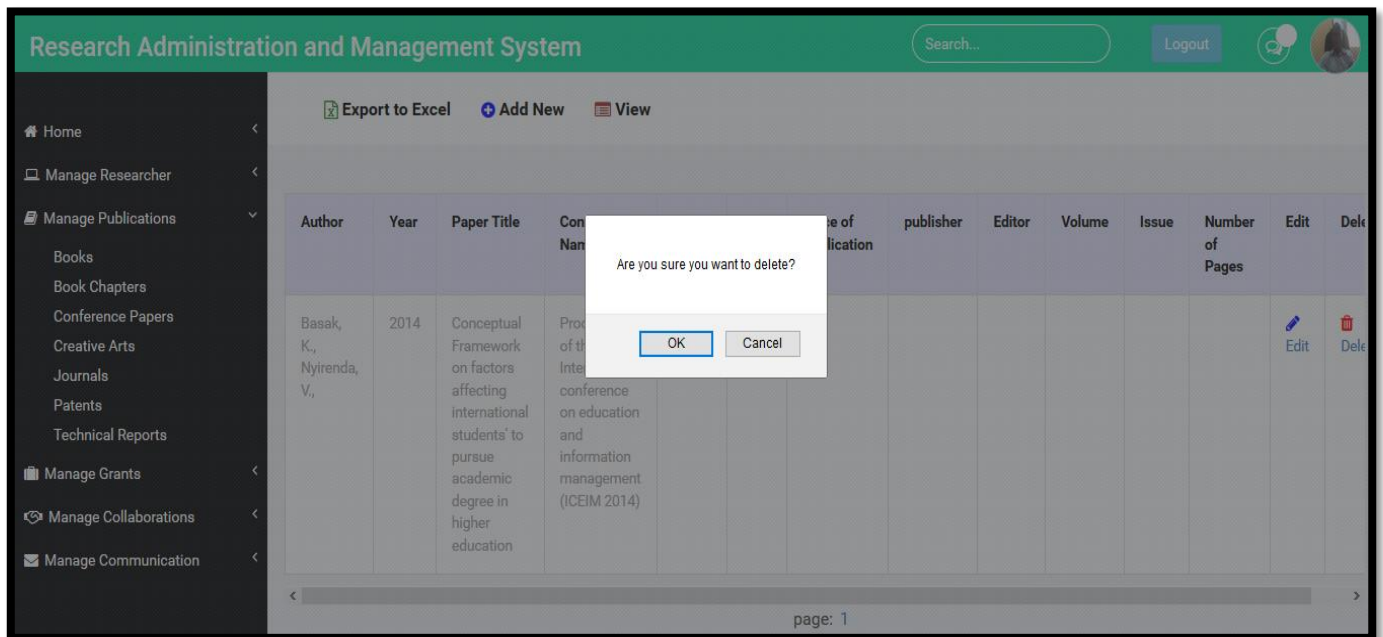 Research Administration and Management System
Search...
Logout
Home
Manage Researcher
Manage Publications
Books
Book Chapters
Conference Papers
Creative Arts
Journals
Patents
Technical Reports
Manage Grants
Manage Collaborations
Manage Communication
Export to Excel Add New View
Author Year Paper Title publisher Editor Volume Issue Number Edit
of
Pages
Are you sure you want to delete?
OK Cancel
Basak, 2014 Conceptual
K., Framework
Nyirenda, on factors
V., affecting conference
international on education
students' to and
pursue information
academic management
degree in (ICEIM 2014)
higher
education
Edit
page: 1